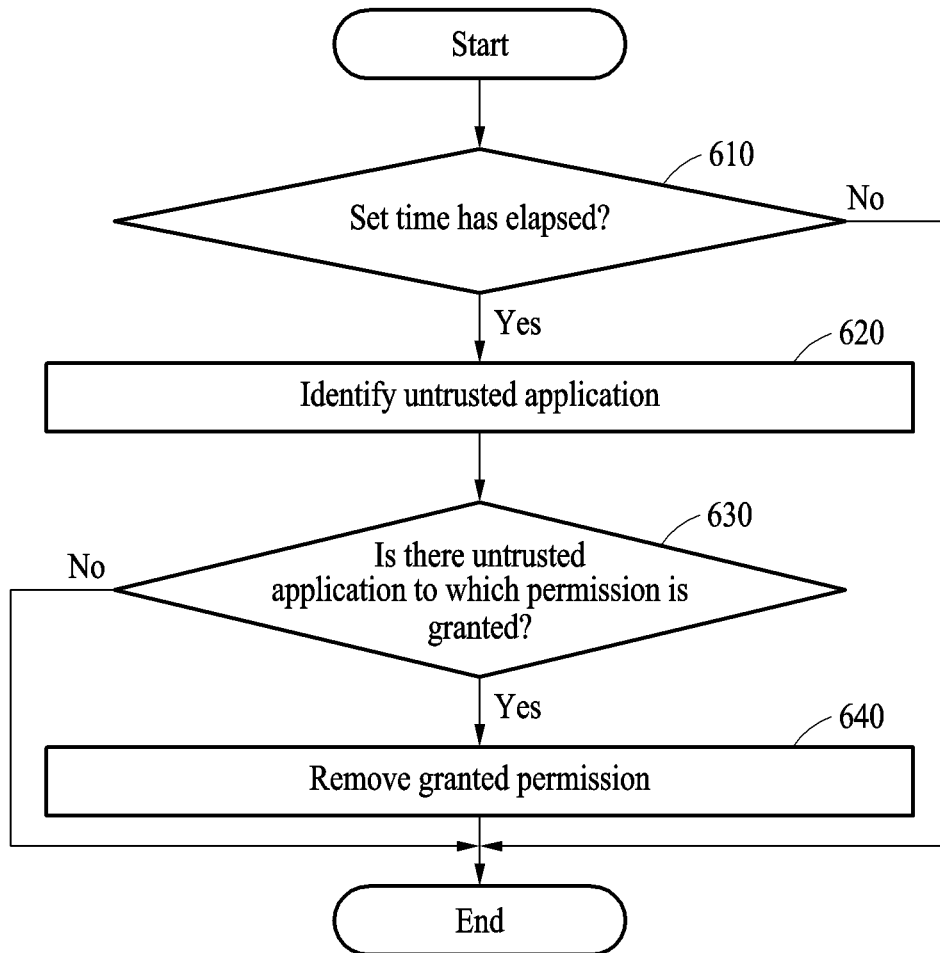 Start
610
Set time has elapsed?
No
Yes
620
Identify untrusted application
630
No
Is there untrusted
application to which permission is
granted?
Yes
640
Remove granted permission
End